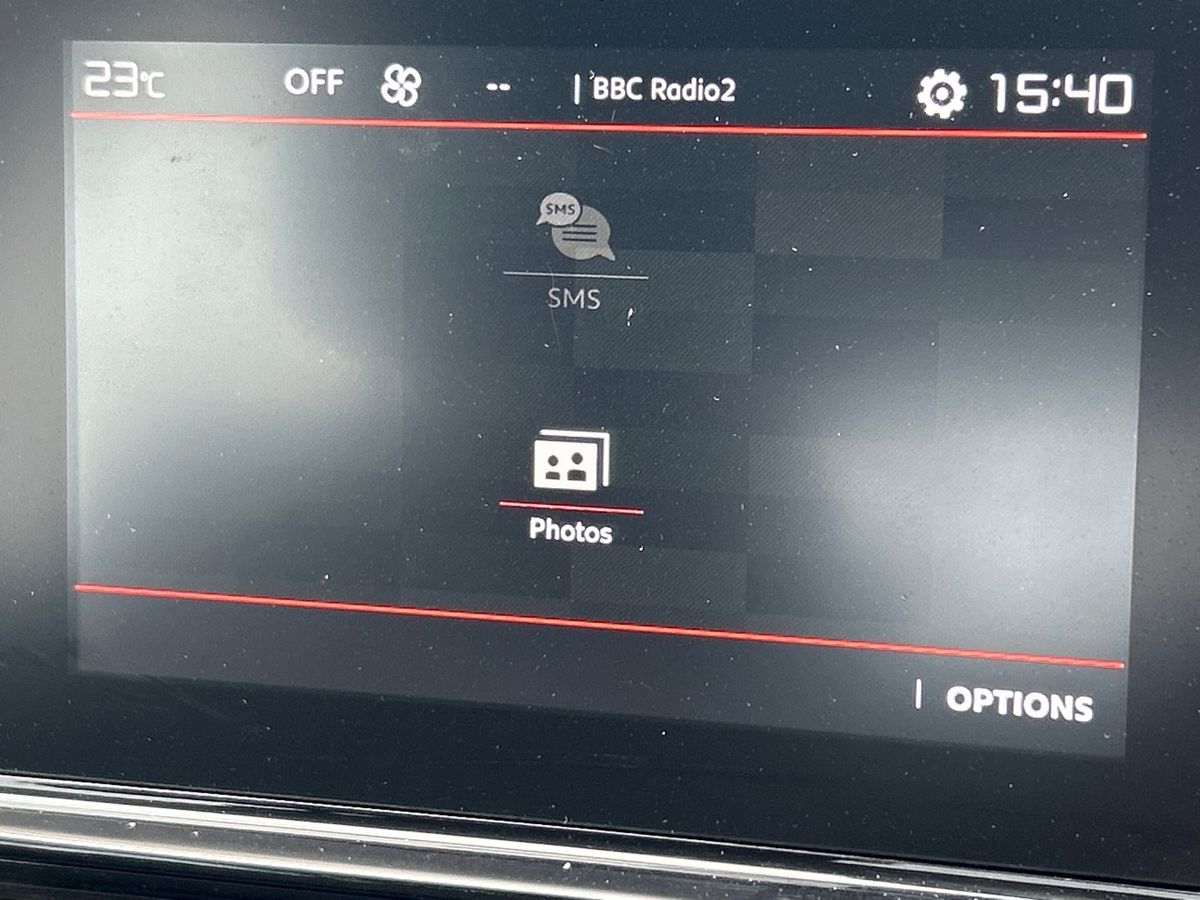 23°C OFF -- | BBC Radio2 15:40
SMS
SMS
Photos
| OPTIONS